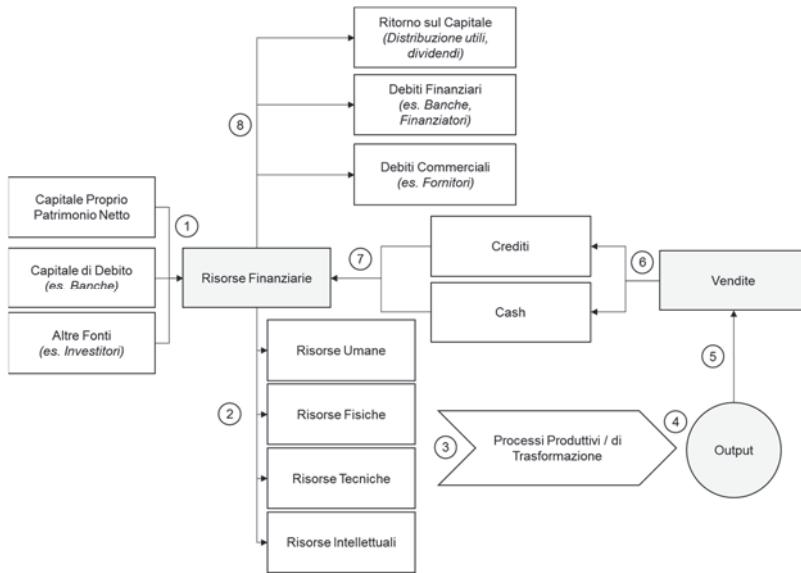 Ritorno sul Capitale
(Distribuzione utili,
dividendi)
Debiti Finanziari
(es. Banche,
Finanziatori)
8
Debiti Commerciali
(es. Fornitori)
Capitale Proprio
Patrimonio Netto
1
Capitale di Debito
(es. Banche)
Altre Fonti
(es. Investitori)
Risorse Finanziarie
7
Crediti
Cash
6
Vendite
Risorse Umane
2
Risorse Fisiche
Risorse Tecniche
Risorse Intellettuali
3
Processi Produttivi / di
Trasformazione
4
5
Output